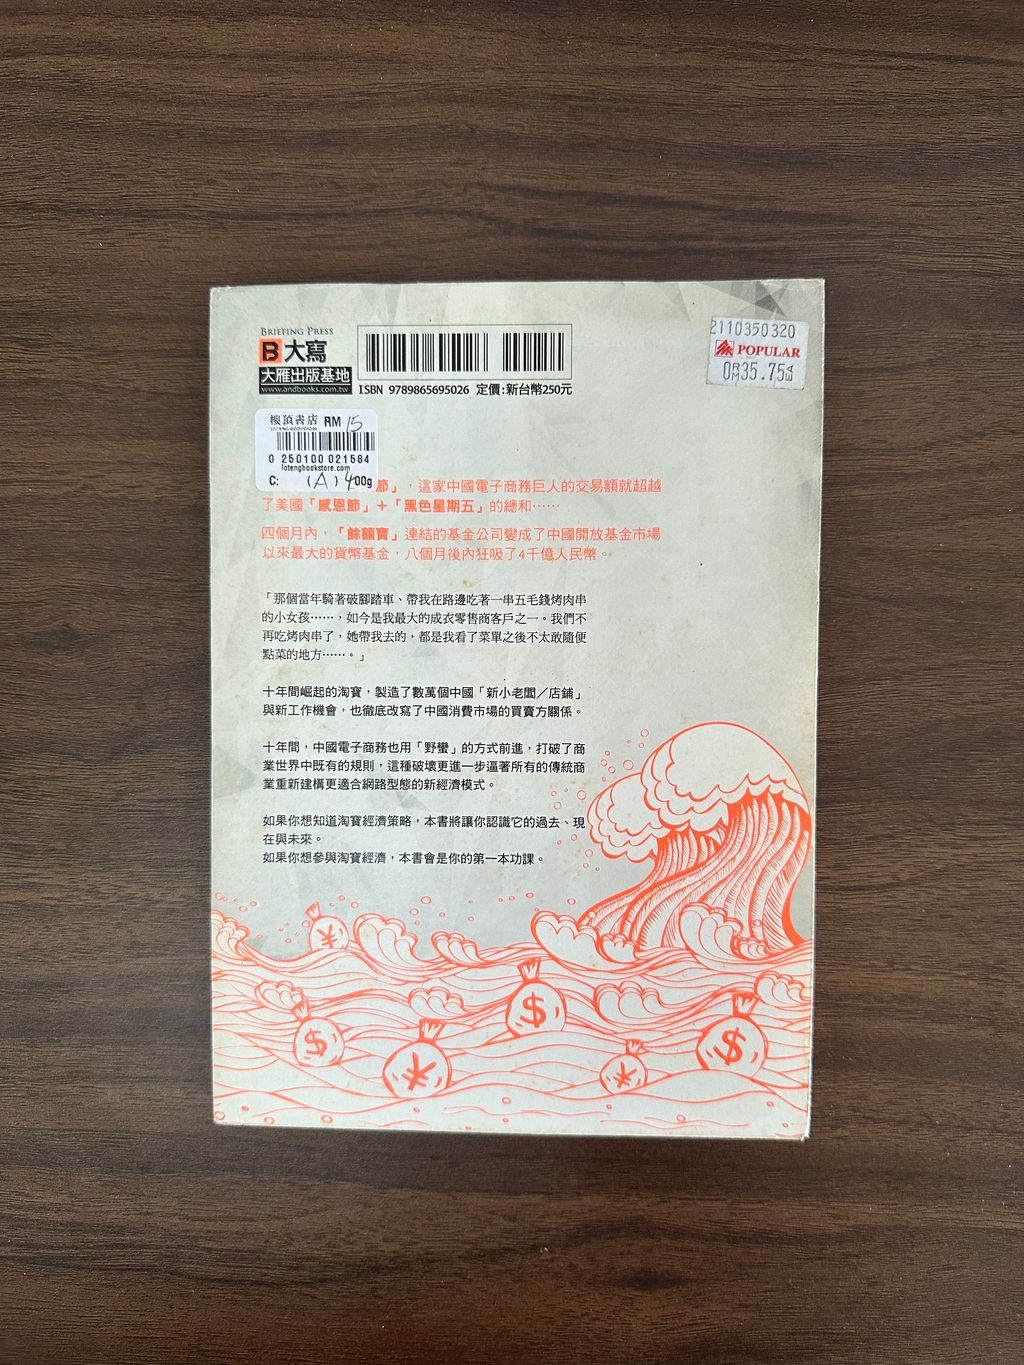 BRIEFING PRESS
B 大寫
大雁出版基地
www.andbooks.com.tw
ISBN 9789865695026 定價:新台幣250元
2110350320
POPULAR
RM35.75
樓頂書店 RM 15
0 250100 021584
lotengbookstore.com
C: (A) 400g
節」，這家中國電子商務巨人的交易額就超越
了美國「感恩節」＋「黑色星期五」的總和⋯⋯
四個月內，「餘額寶」連結的基金公司變成了中國開放基金市場
以來最大的貨幣基金，八個月後內狂吸了4千億人民幣。
「那個當年騎著破腳踏車、帶我在路邊吃著一串五毛錢烤肉串
的小女孩⋯⋯，如今是我最大的成衣零售商客戶之一。我們不
再吃烤肉串了，她帶我去的，都是我看了菜單之後不太敢隨便
點菜的地方⋯⋯。」
十年間崛起的淘寶，製造了數萬個中國「新小老闆／店鋪」
與新工作機會，也徹底改寫了中國消費市場的買賣方關係。
十年間，中國電子商務也用「野蠻」的方式前進，打破了商
業世界中既有的規則，這種破壞更進一步逼著所有的傳統商
業重新建構更適合網路型態的新經濟模式。
如果你想知道淘寶經濟策略，本書將讓你認識它的過去、現
在與未來。
如果你想參與淘寶經濟，本書會是你的第一本功課。
¥
$
¥
$
¥
$